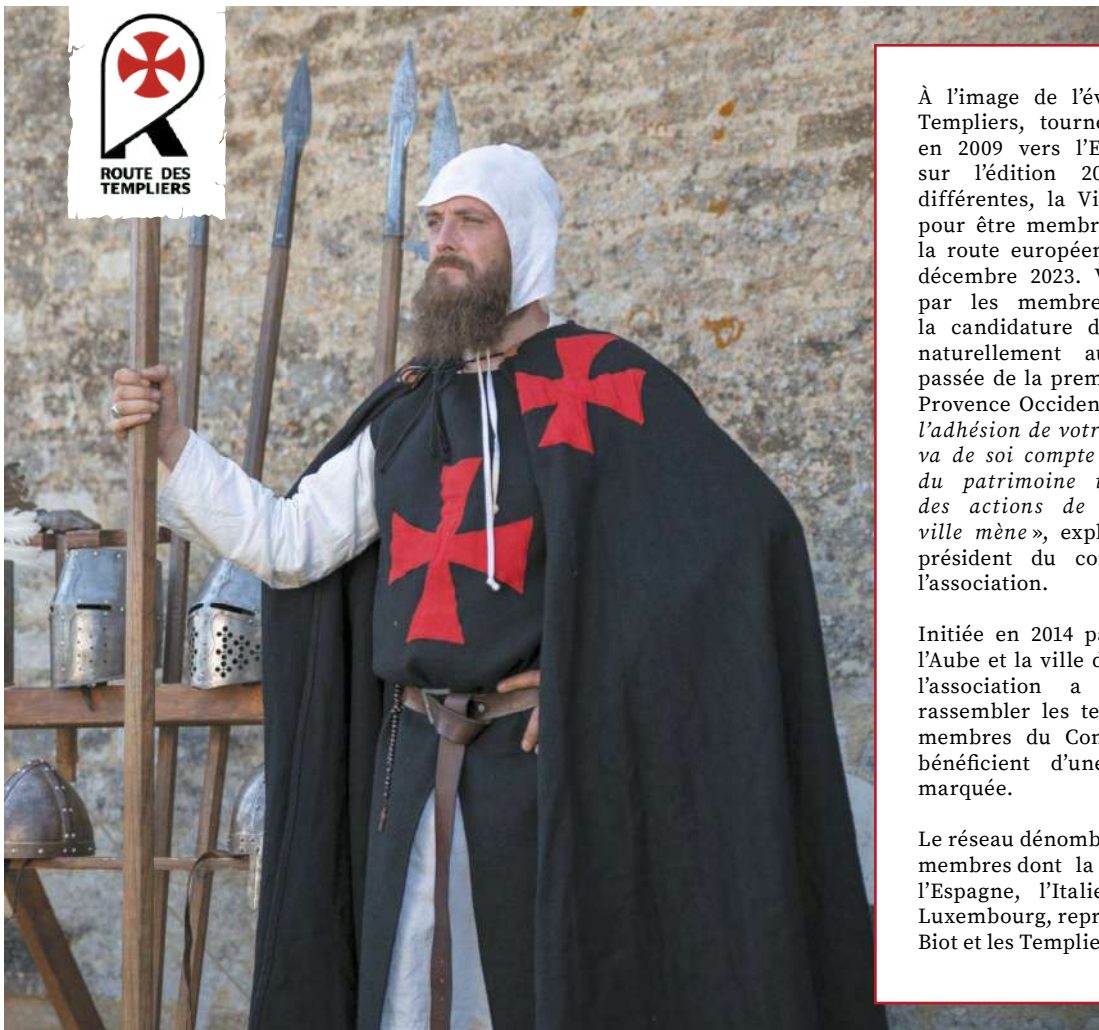 ROUTE DES
TEMPLIERS
À l’image de l’év
Templiers, tourne
en 2009 vers l’E
sur l’édition 20
différentes, la Vi
pour être membr
la route européen
décembre 2023. V
par les membre
la candidature d
naturellement au
passée de la prem
Provence Occiden
l’adhésion de votr
va de soi compte
du patrimoine t
des actions de
ville mène », expl
président du co
l’association.
Initiée en 2014 pa
l’Aube et la ville d
l’association a
rassembler les te
membres du Con
bénéficient d’une
marquée.
Le réseau dénomb
membres dont la
l’Espagne, l’Italie
Luxembourg, repr
Biot et les Templie